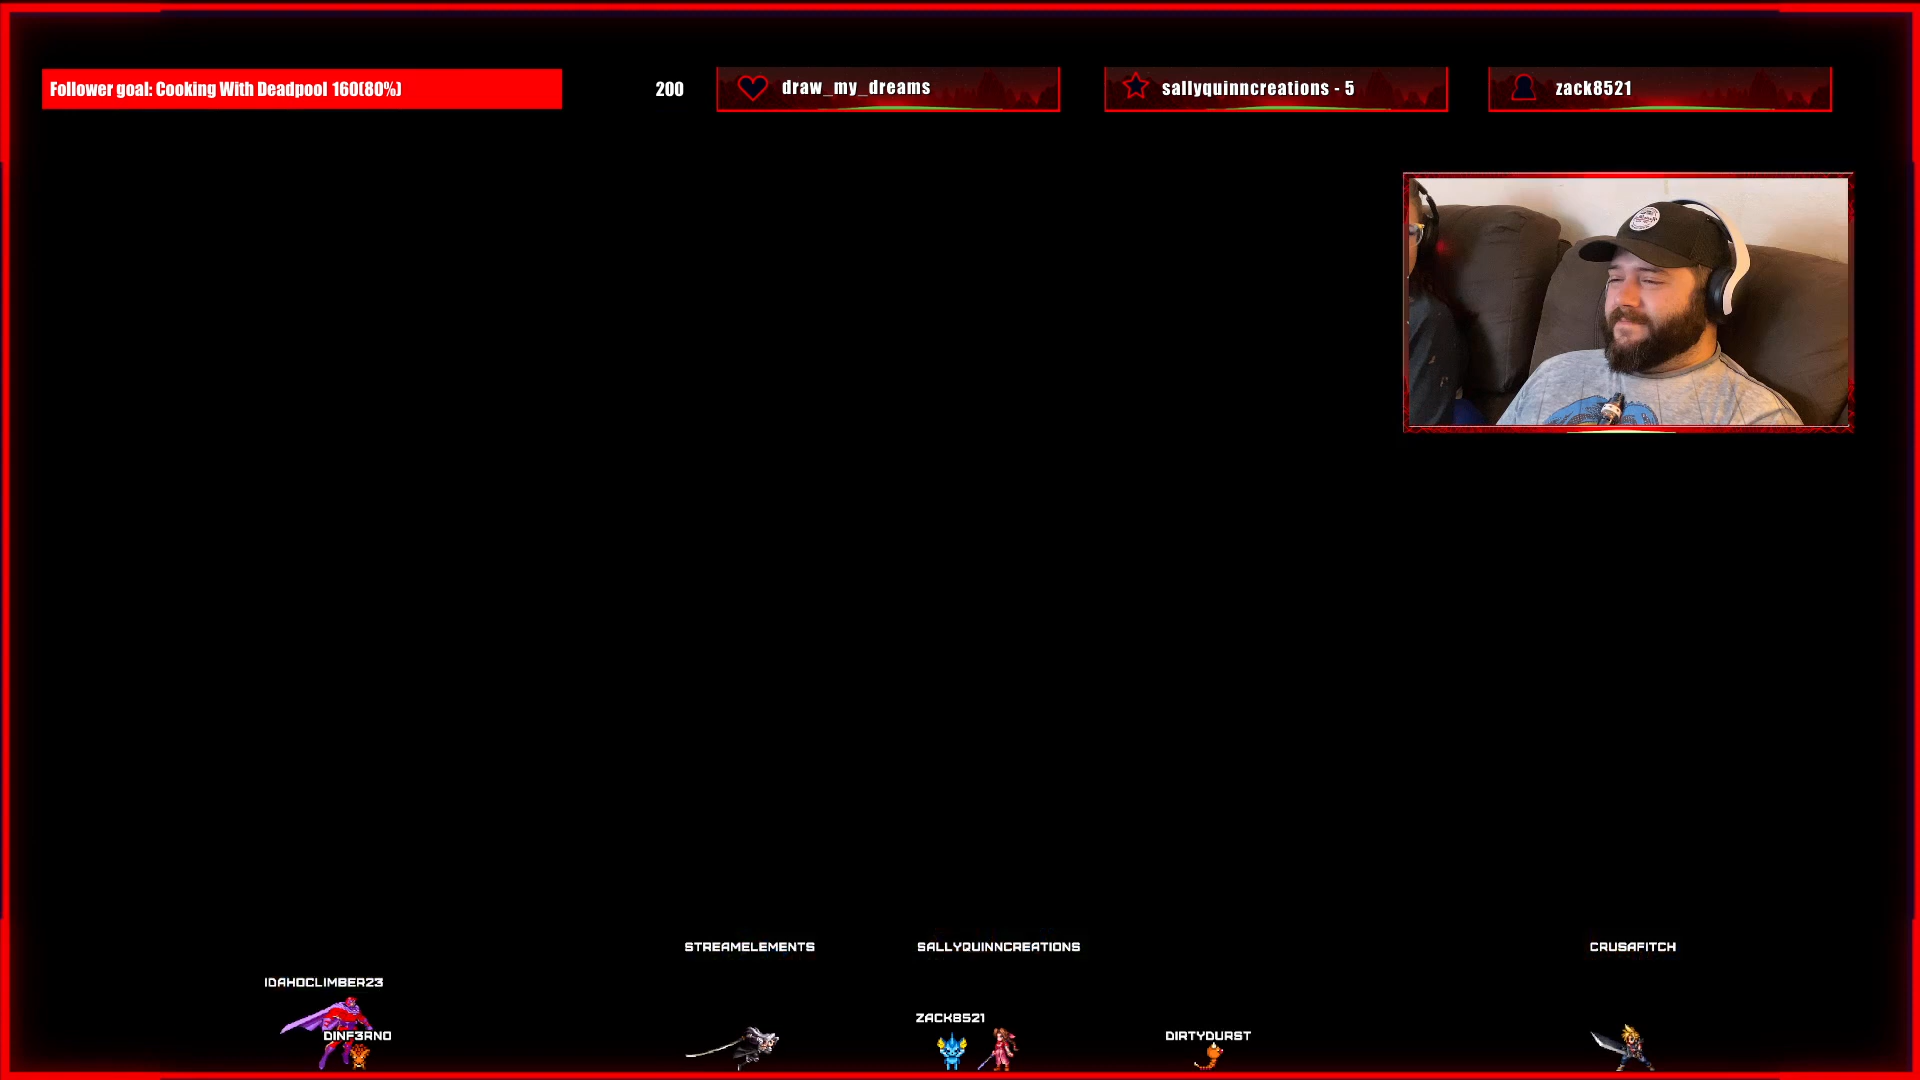 Follower goal: Cooking With Deadpool 160(80%)
200
draw_my_dreams
sallyquinncreations - 5
zack8521
STREAMELEMENTS
SALLYQUINNCREATIONS
CRUSAFITCH
IDAHOCLIMBER23
ZACK8521
DINF3RNO
DIRTYDURST